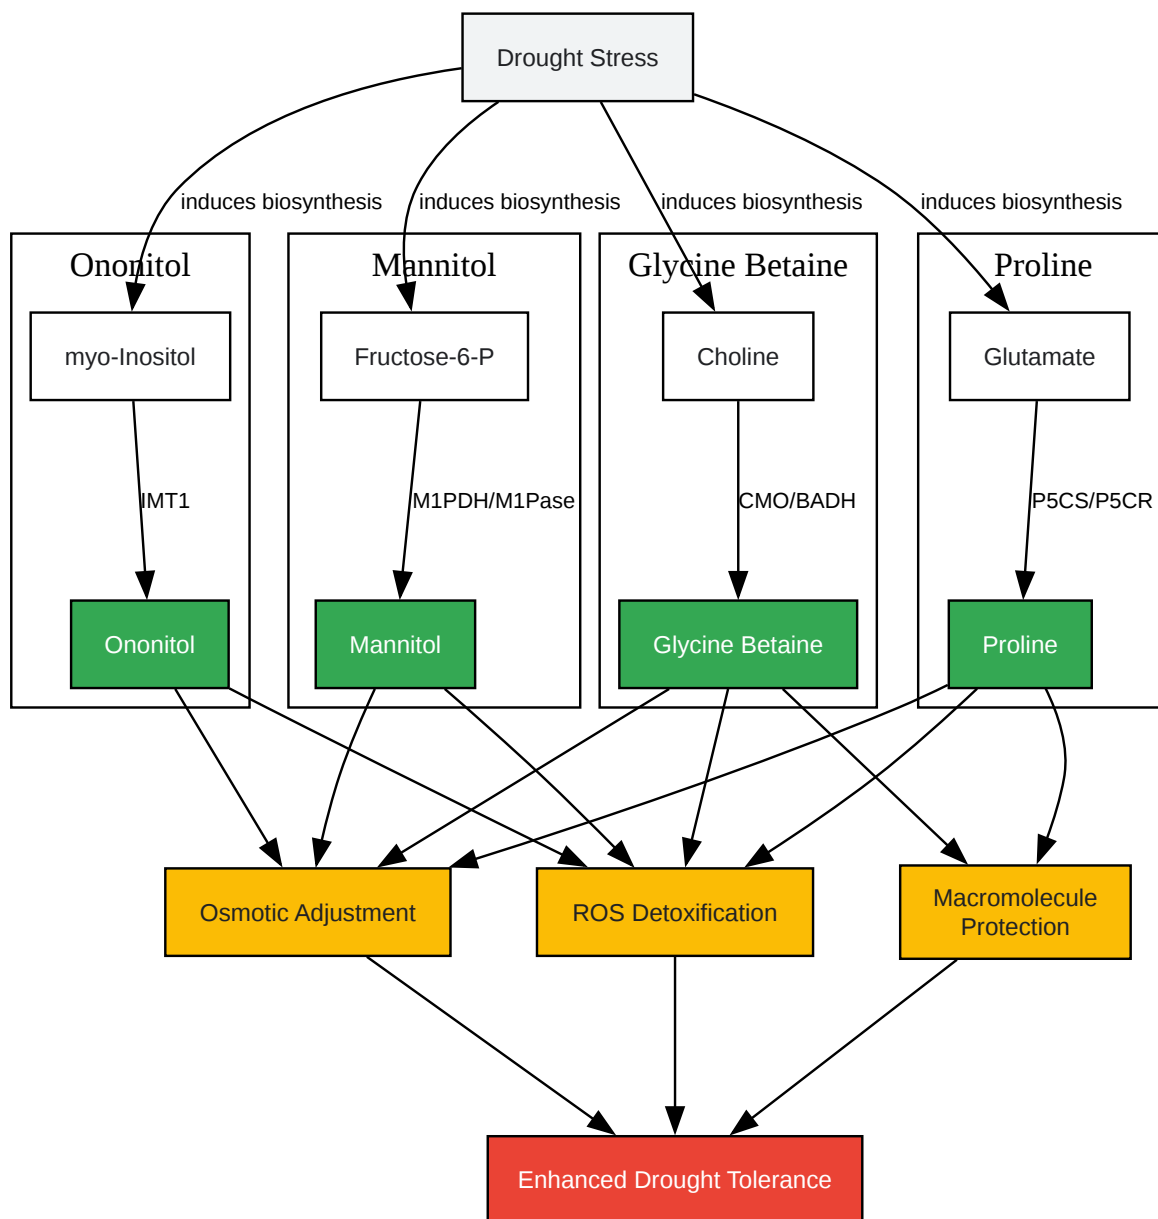 Drought Stress
induces biosynthesis
induces biosynthesis
induces biosynthesis
induces biosynthesis
Ononitol
Mannitol
Glycine Betaine
Proline
myo-Inositol
Fructose-6-P
Choline
Glutamate
IMT1
M1PDH/M1Pase
CMO/BADH
P5CS/P5CR
Ononitol
Mannitol
Glycine Betaine
Proline
Osmotic Adjustment
ROS Detoxification
Macromolecule
Protection
Enhanced Drought Tolerance